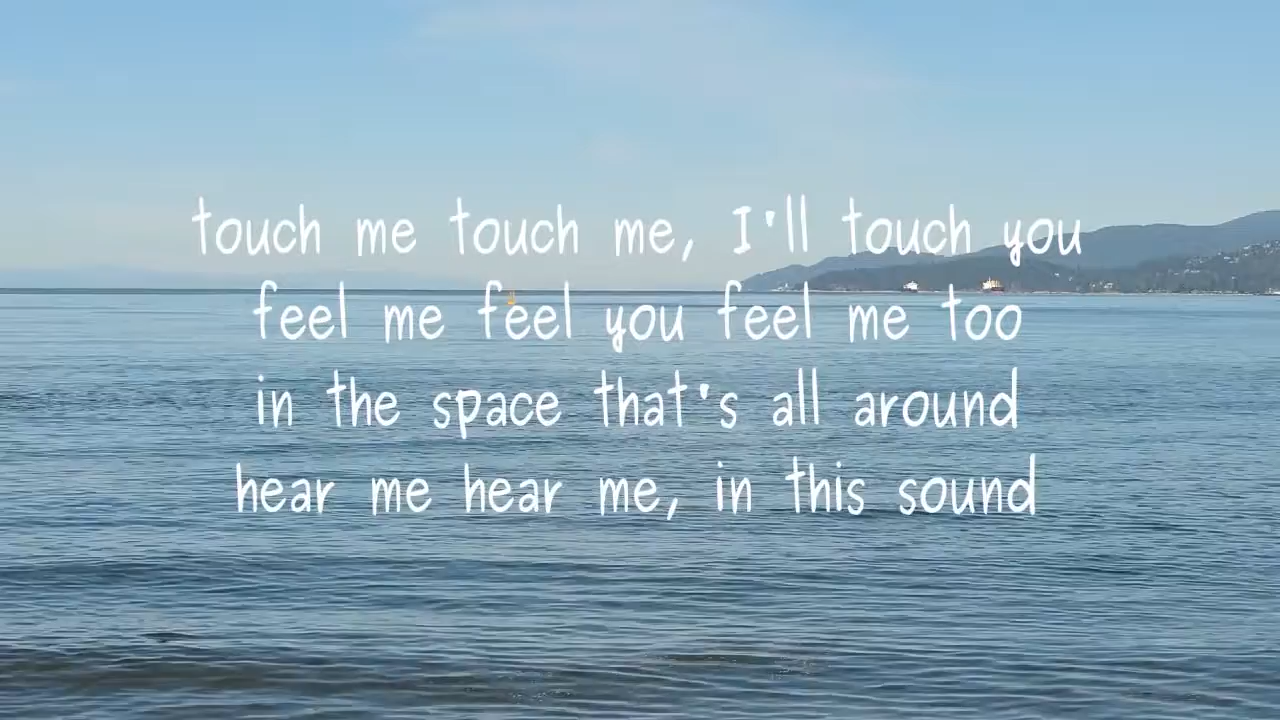 touch me touch me, I'll touch you
feel me feel you feel me too
in the space that's all around
hear me hear me, in this sound